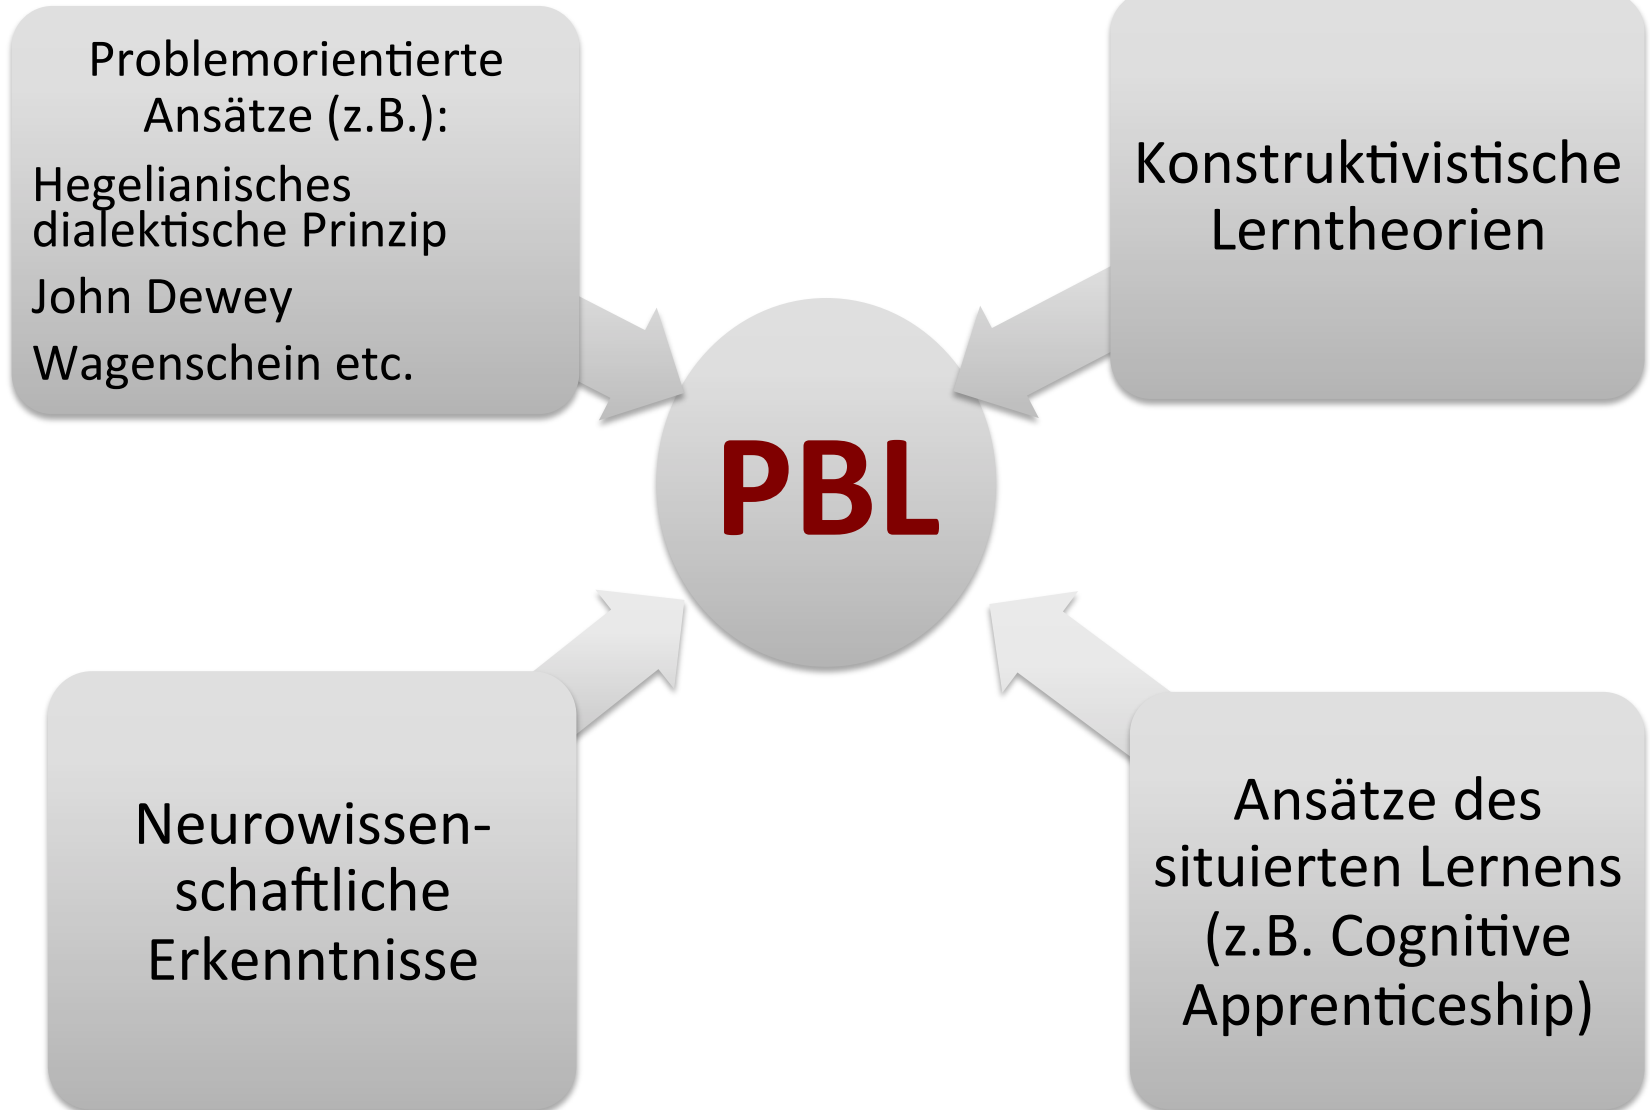 Problemorientierte
Ansätze (z.B.):
Hegelianisches
dialektische Prinzip
John Dewey
Wagenschein etc.
Konstruktivistische
Lerntheorien
PBL
Neurowissen-
schaftliche
Erkenntnisse
Ansätze des
situierten Lernens
(z.B. Cognitive
Apprenticeship)